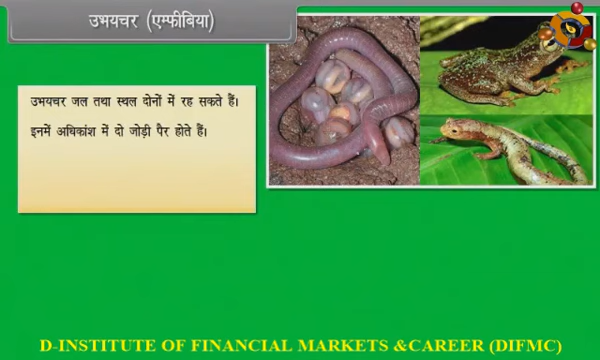 उभयचर (एम्फीबिया)
उभयचर जल तथा स्थल दोनों में रह सकते हैं।
इनमें अधिकांश में दो जोड़ी पैर होते हैं।
D-INSTITUTE OF FINANCIAL MARKETS &CAREER (DIFMC)